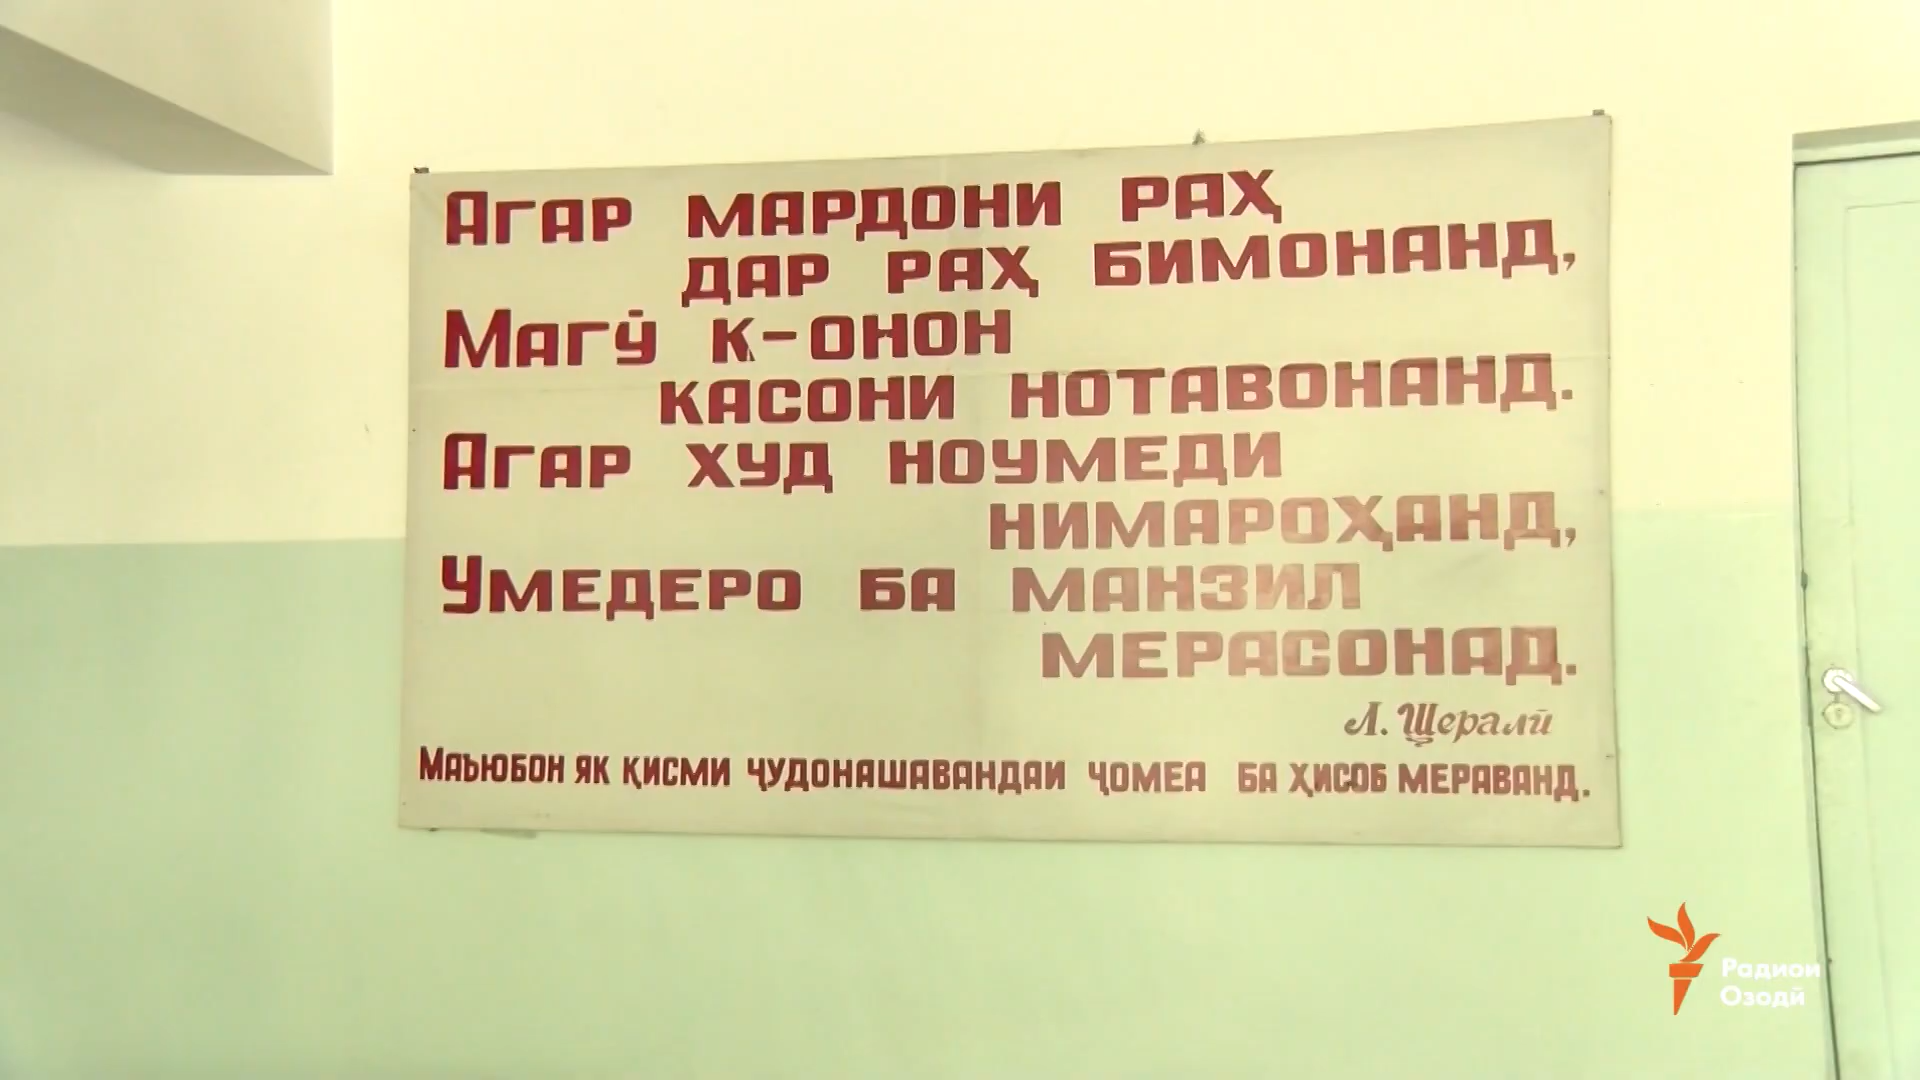 Агар мардони раҳ
дар раҳ бимонанд,
Магӯ к-онон
касони нотавонанд.
Агар худ ноумеди
нимароҳанд,
Умедеро ба манзил
мерасонад.
Л. Шералӣ
Маъюбон як қисми ҷудонашавандаи ҷомеа ба ҳисоб мераванд.
Радиои
Озодӣ